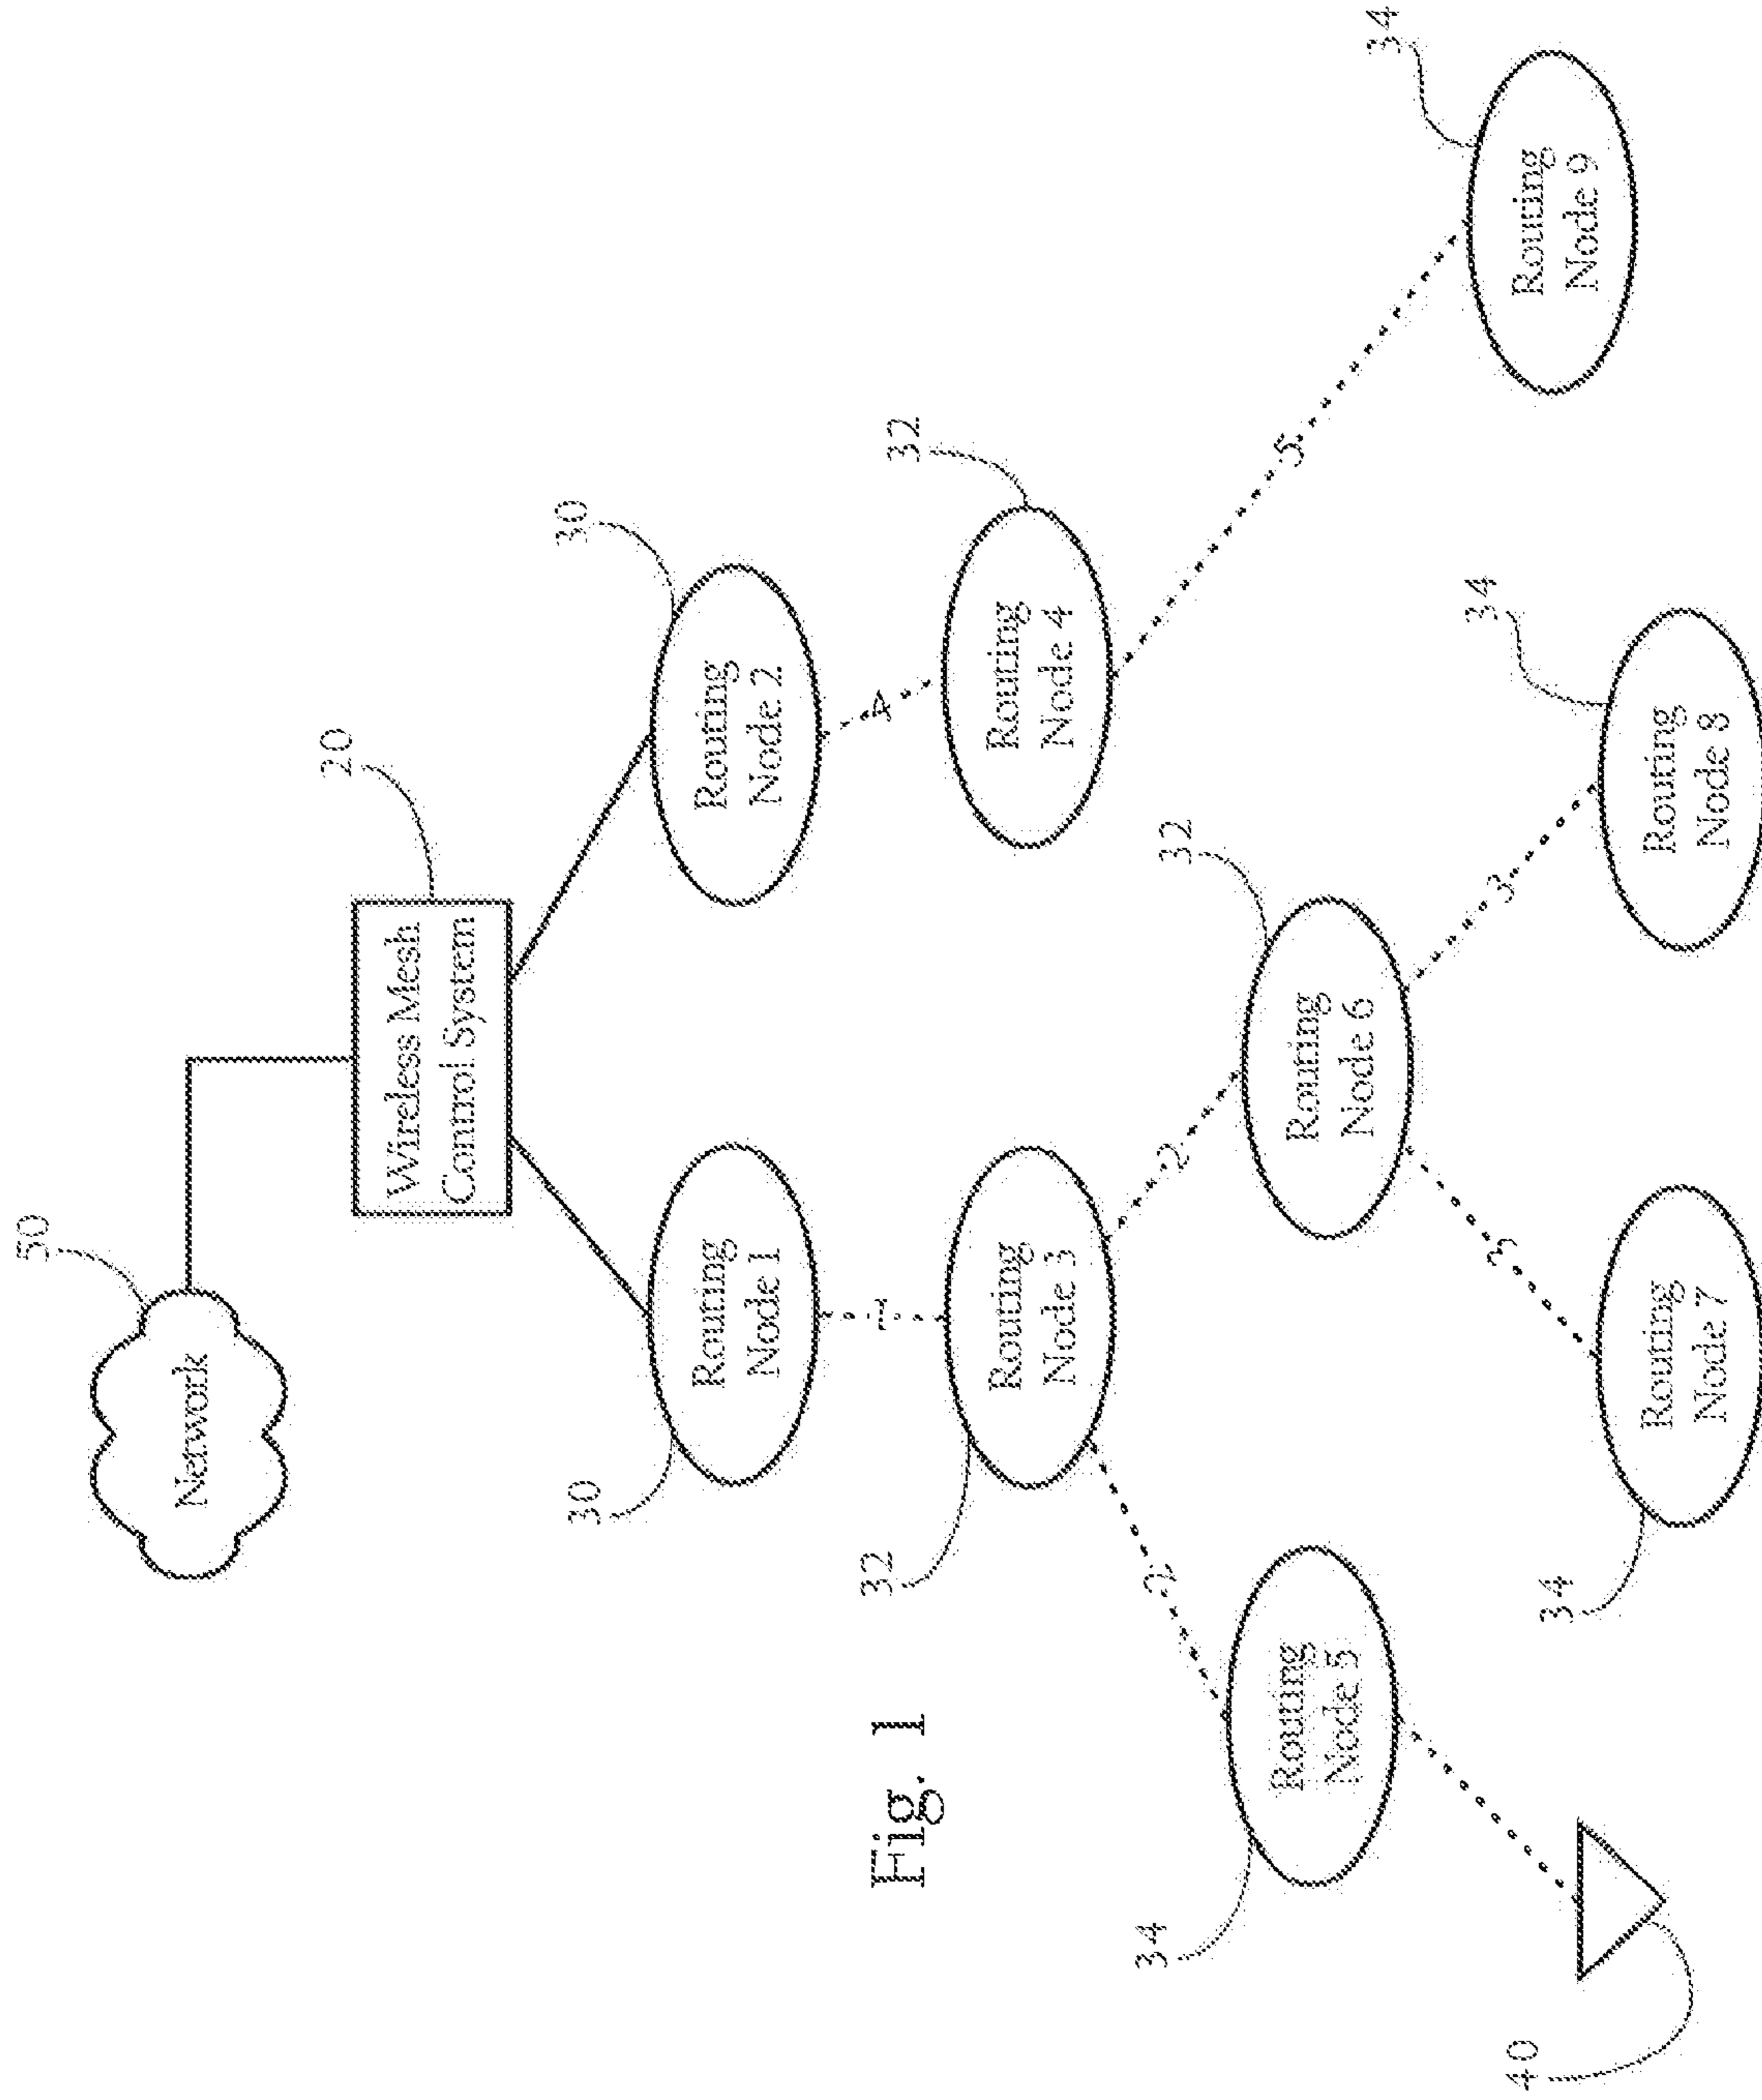 50
Network
20
Wireless Mesh
Control System
30
Routing
Node 1
30
Routing
Node 2
1
4
32
Routing
Node 3
32
Routing
Node 4
2
2
5
34
Routing
Node 5
32
Routing
Node 6
3
3
34
Routing
Node 9
40
34
Routing
Node 7
34
Routing
Node 8
Fig. 1